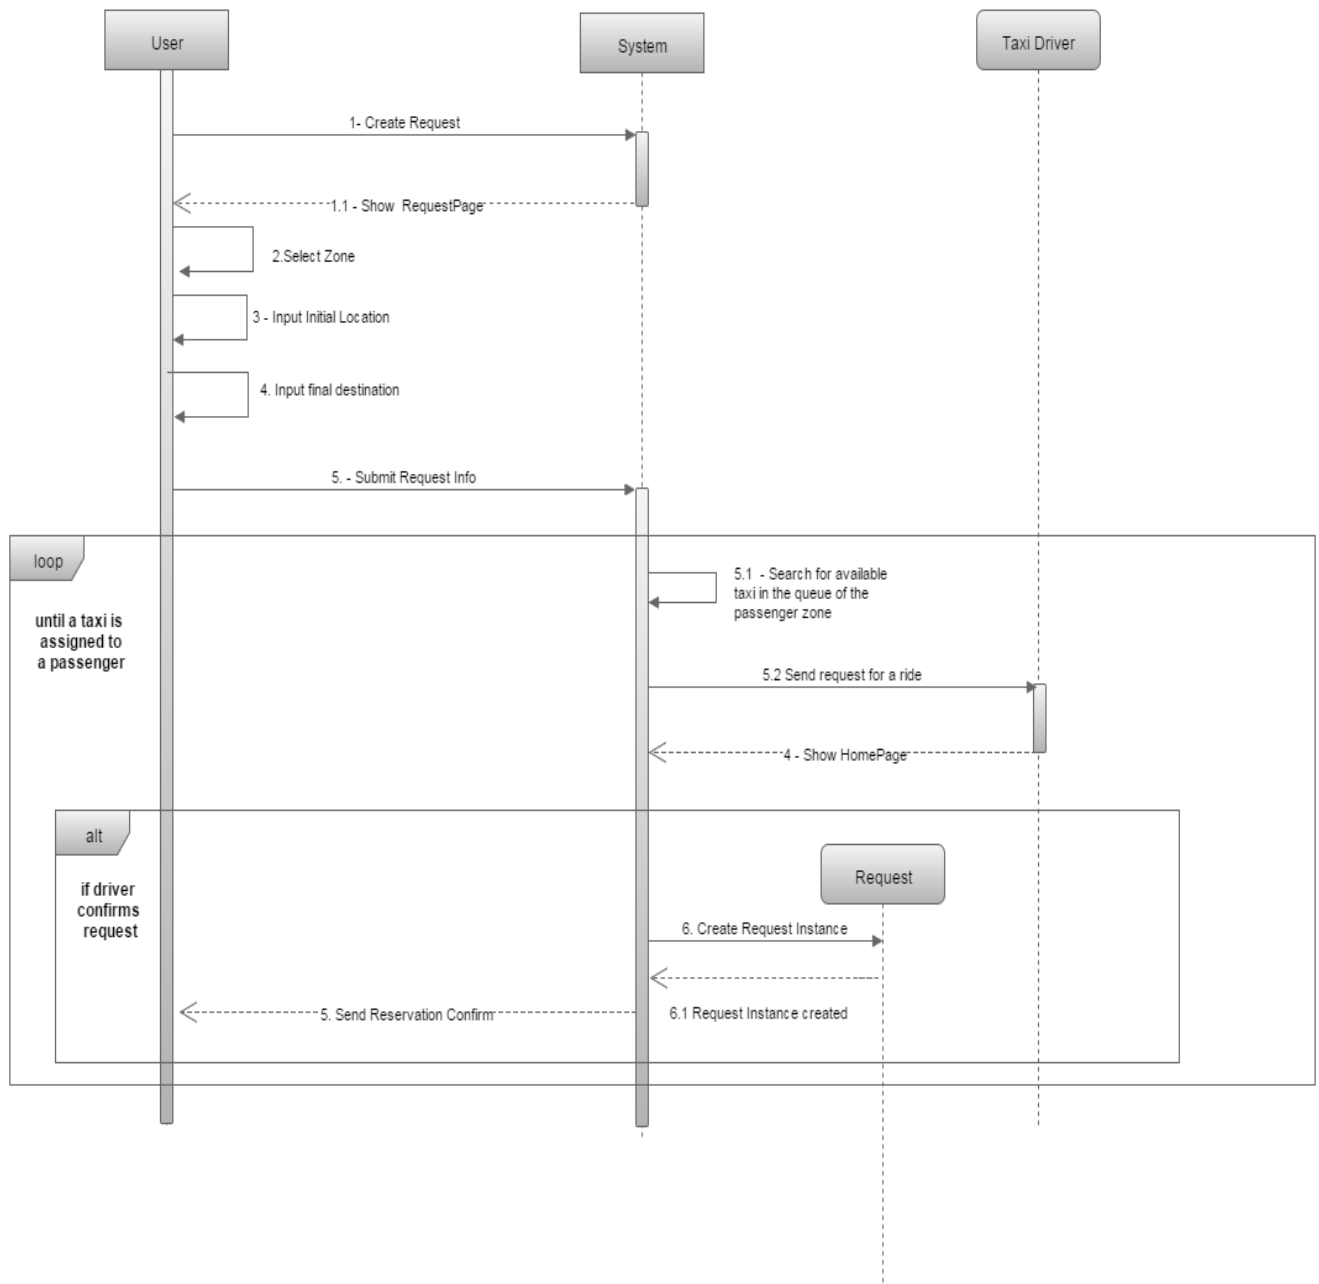 User
System
Taxi Driver
1- Create Request
1.1 - Show RequestPage
2.Select Zone
3 - Input Initial Location
4. Input final destination
5. - Submit Request Info
loop
until a taxi is
assigned to
a passenger
5.1 - Search for available
taxi in the queue of the
passenger zone
5.2 Send request for a ride
4 - Show HomePage
alt
if driver
confirms
request
Request
6. Create Request Instance
5. Send Reservation Confirm
6.1 Request Instance created